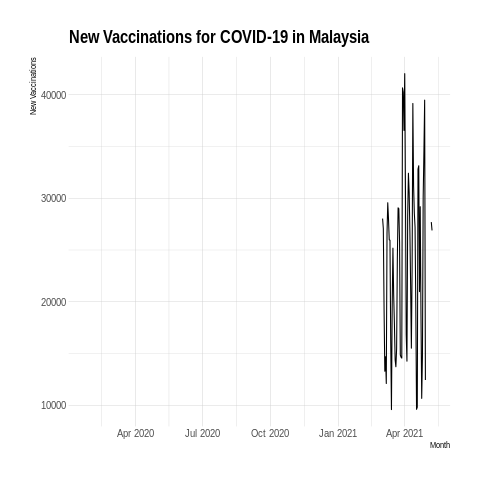 New Vaccinations for COVID-19 in Malaysia
New Vaccinations
40000
30000
20000
10000
Apr 2020 Jul 2020 Oct 2020 Jan 2021 Apr 2021
Month